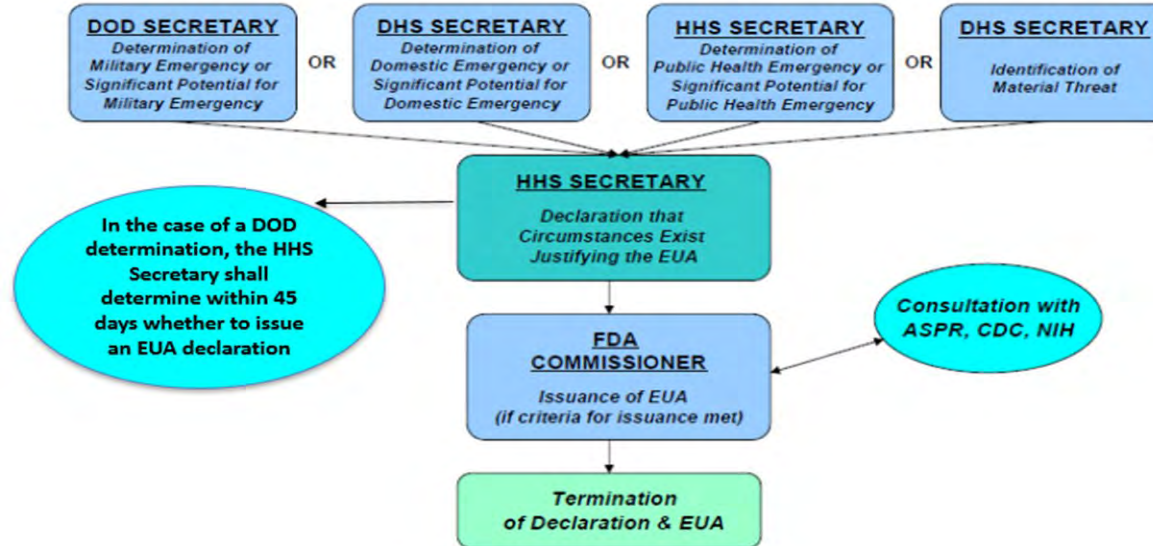 DOD SECRETARY
Determination of
Military Emergency or
Significant Potential for
Military Emergency
OR
DHS SECRETARY
Determination of
Domestic Emergency or
Significant Potential for
Domestic Emergency
OR
HHS SECRETARY
Determination of
Public Health Emergency or
Significant Potential for
Public Health Emergency
OR
DHS SECRETARY
Identification of
Material Threat
HHS SECRETARY
Declaration that
Circumstances Exist
Justifying the EUA
In the case of a DOD
determination, the HHS
Secretary shall
determine within 45
days whether to issue
an EUA declaration
FDA
COMMISSIONER
Issuance of EUA
(if criteria for issuance met)
Consultation with
ASPR, CDC, NIH
Termination
of Declaration & EUA